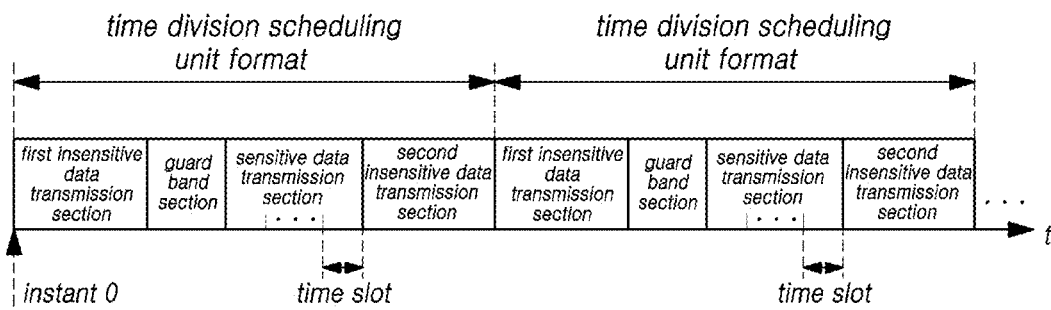 time division scheduling
unit format
time division scheduling
unit format
first insensitive
data
transmission
section
guard
band
section
sensitive data
transmission
section
. . .
second
insensitive data
transmission
section
first insensitive
data
transmission
section
guard
band
section
sensitive data
transmission
section
. . .
second
insensitive data
transmission
section
. . .
t
instant 0
time slot
time slot